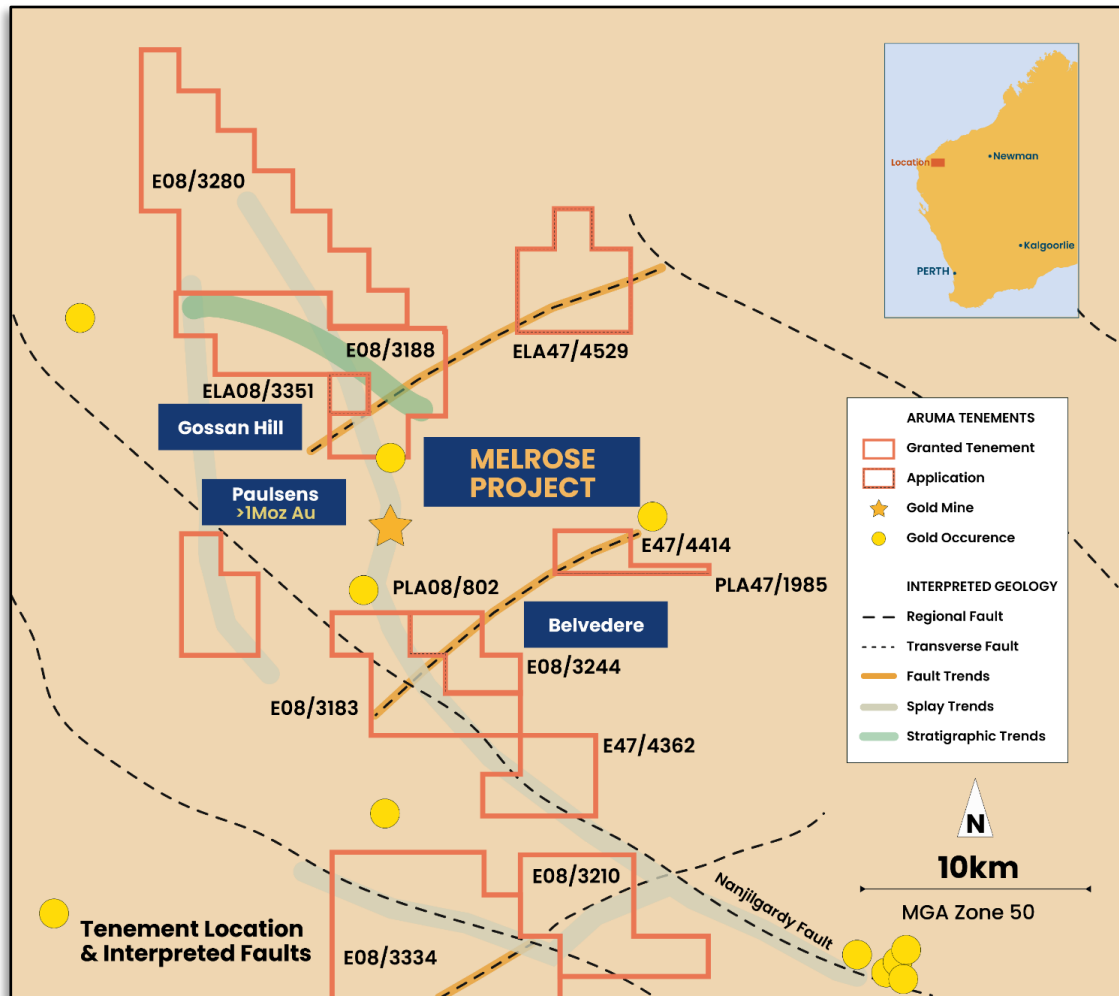 E08/3280
Location
Newman
Kalgoorlie
PERTH
E08/3188
ELA47/4529
ELA08/3351
Gossan Hill
MELROSE
PROJECT
Paulsens
>1Moz Au
E47/4414
PLA08/802
PLA47/1985
Belvedere
E08/3244
E08/3183
E47/4362
ARUMA TENEMENTS
Granted Tenement
Application
Gold Mine
Gold Occurence
INTERPRETED GEOLOGY
Regional Fault
Transverse Fault
Fault Trends
Splay Trends
Stratigraphic Trends
N
10km
MGA Zone 50
E08/3210
Nanjilgardy Fault
E08/3334
Tenement Location
& Interpreted Faults